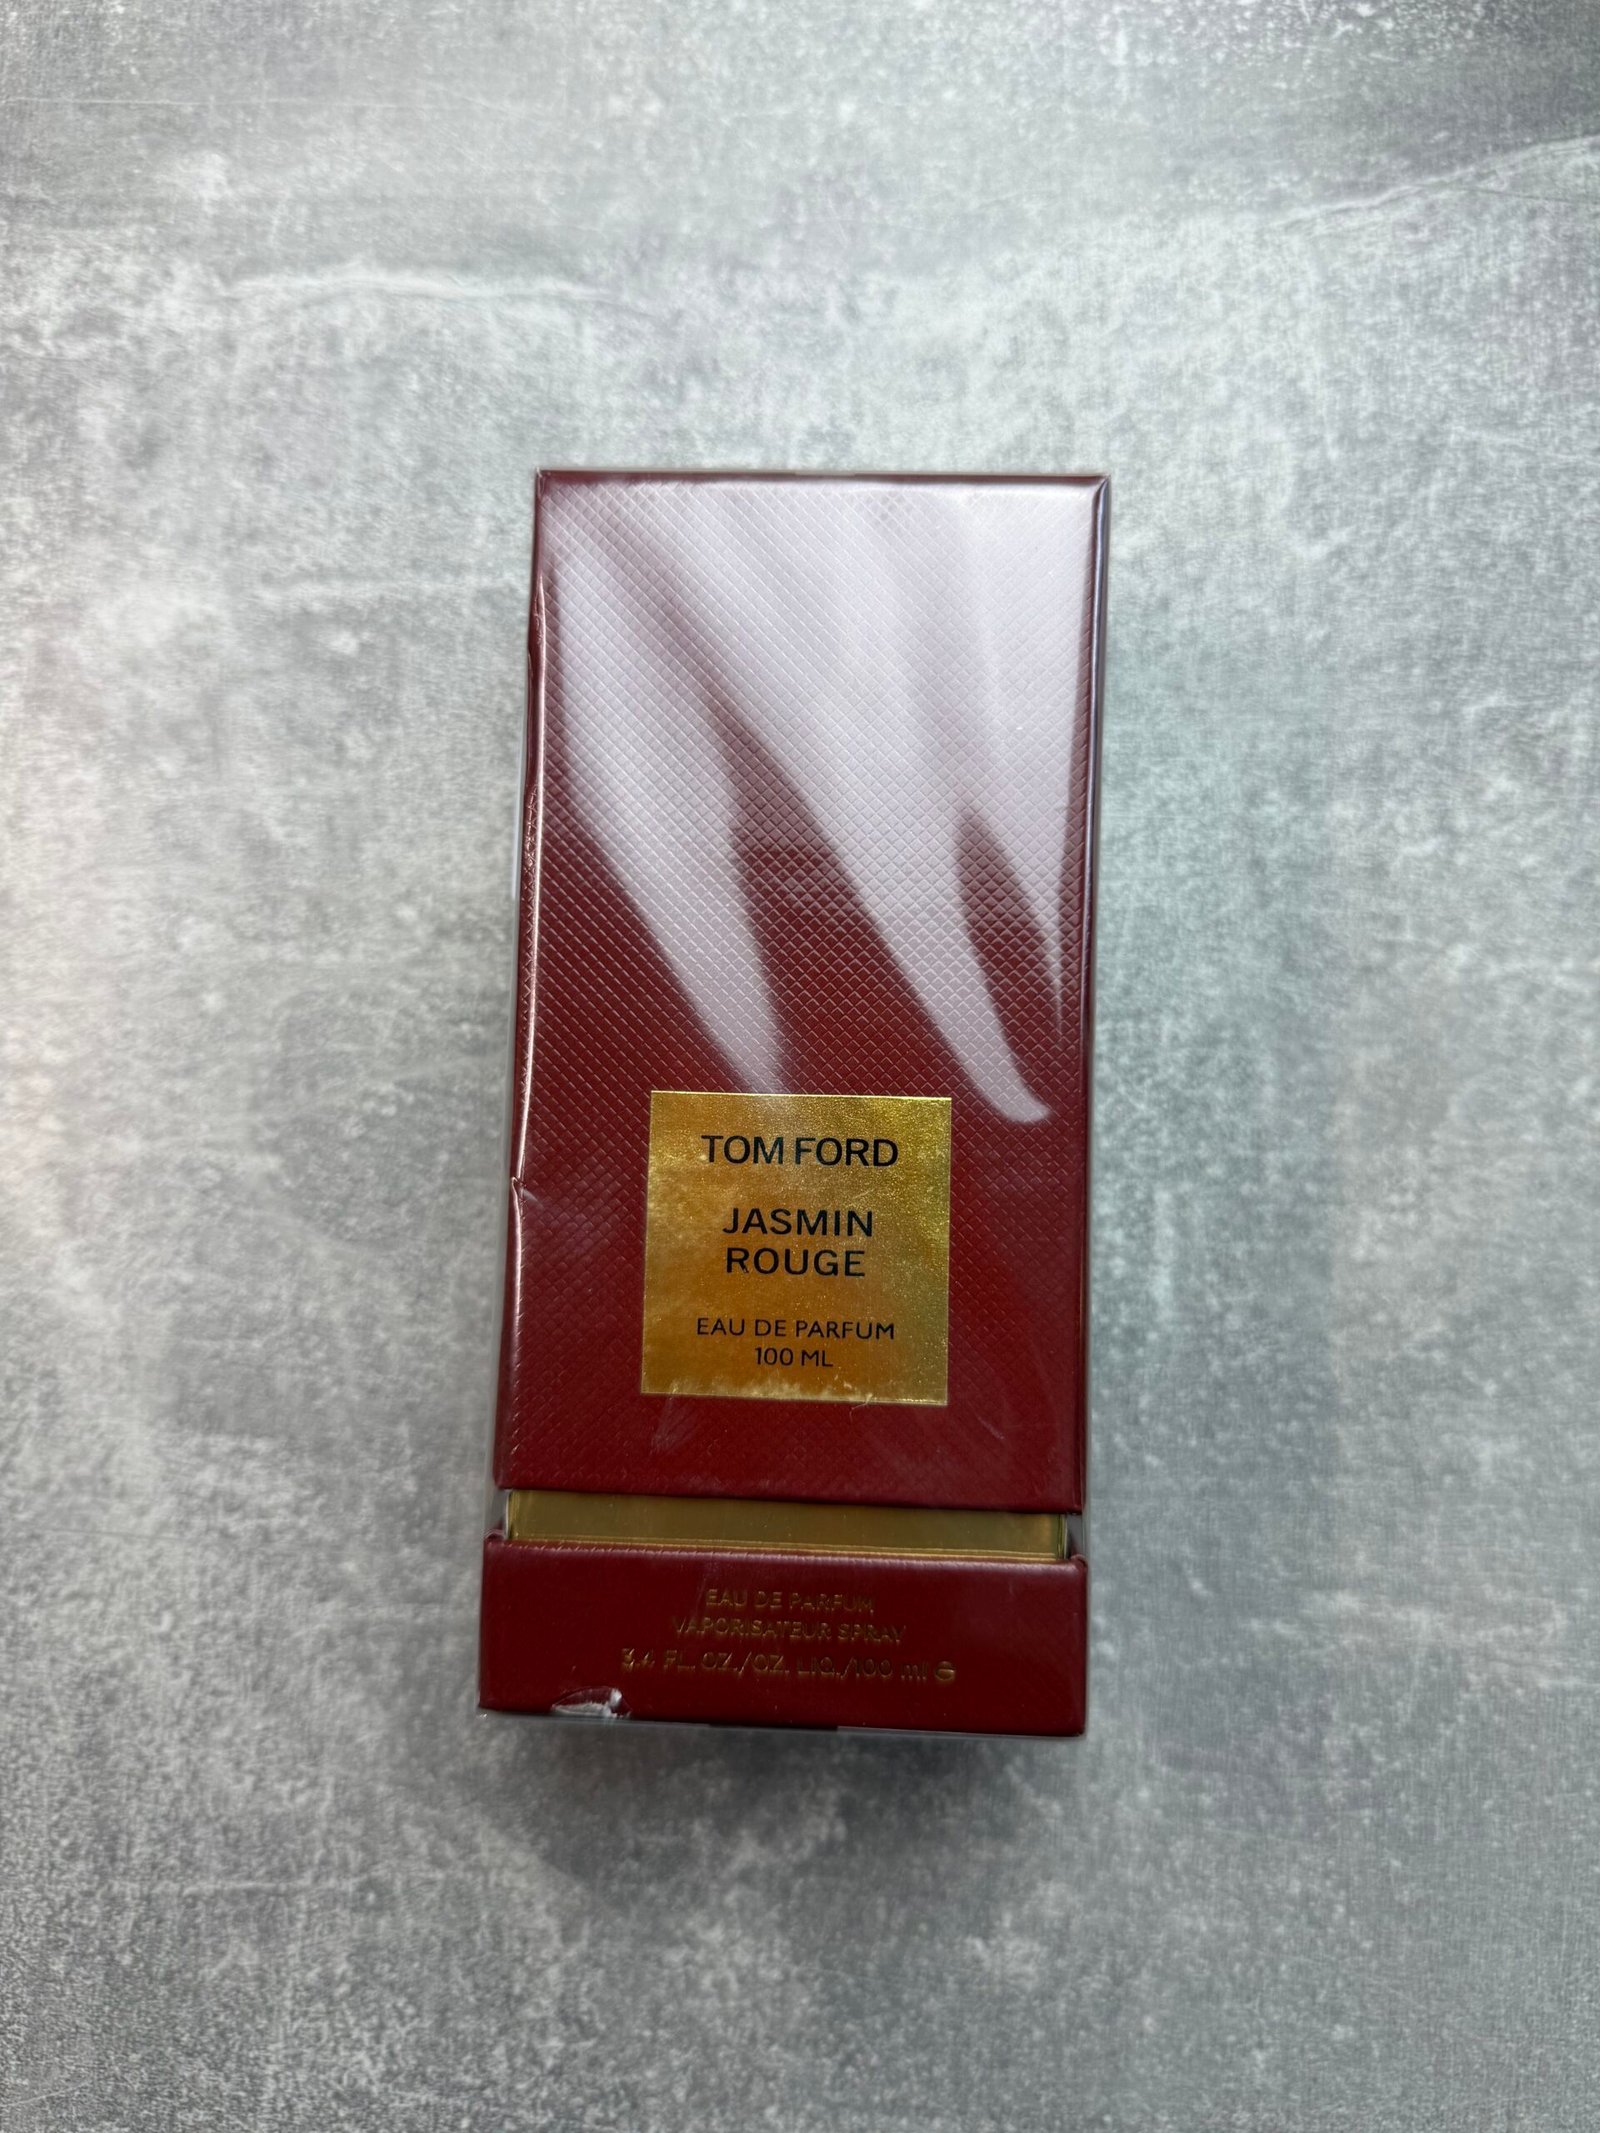 TOM FORD
JASMIN
ROUGE
EAU DE PARFUM
100 ML
EAU DE PARFUM
VAPORISATEUR SPRAY
3.4 FL. OZ./OZ. LIQ./100 ml ℮